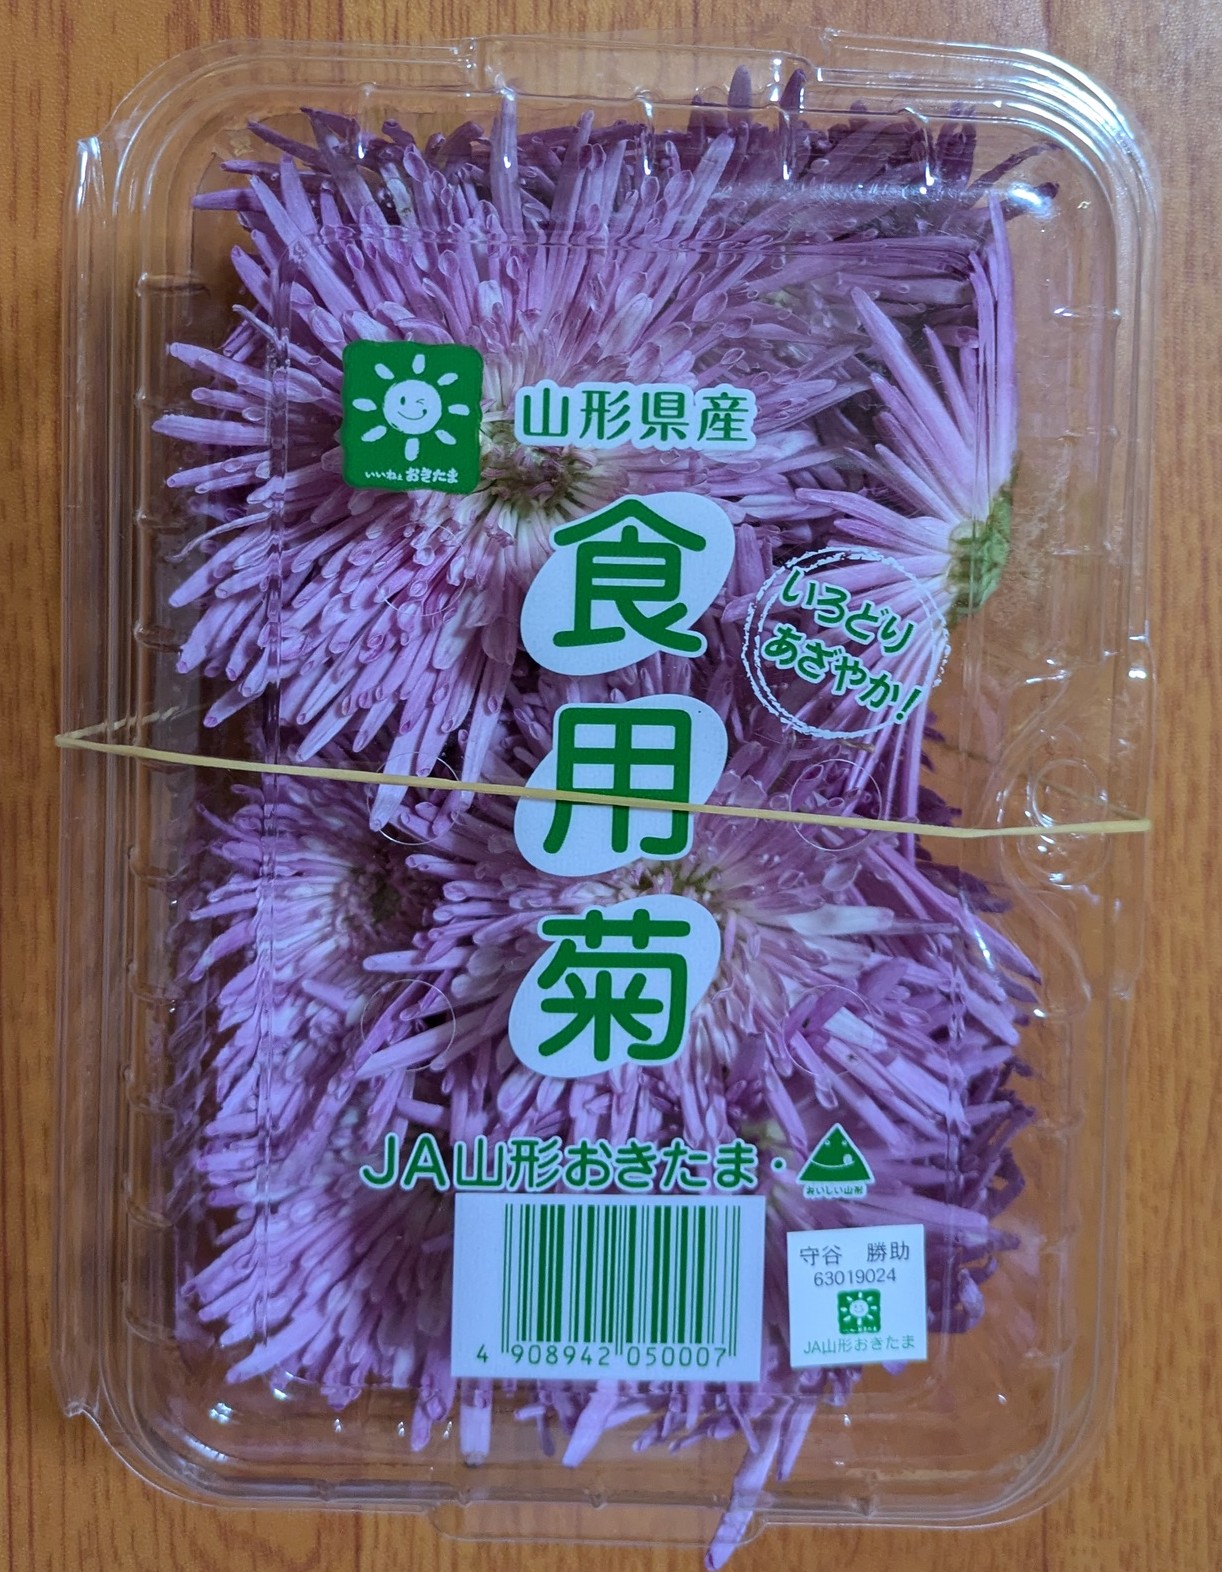 山形県産
いいねぇ おきたま
食用菊
いろどり
あざやか!
JA山形おきたま・
おいしい山形
4 908942 050007
守谷 勝助
63019024
JA山形おきたま